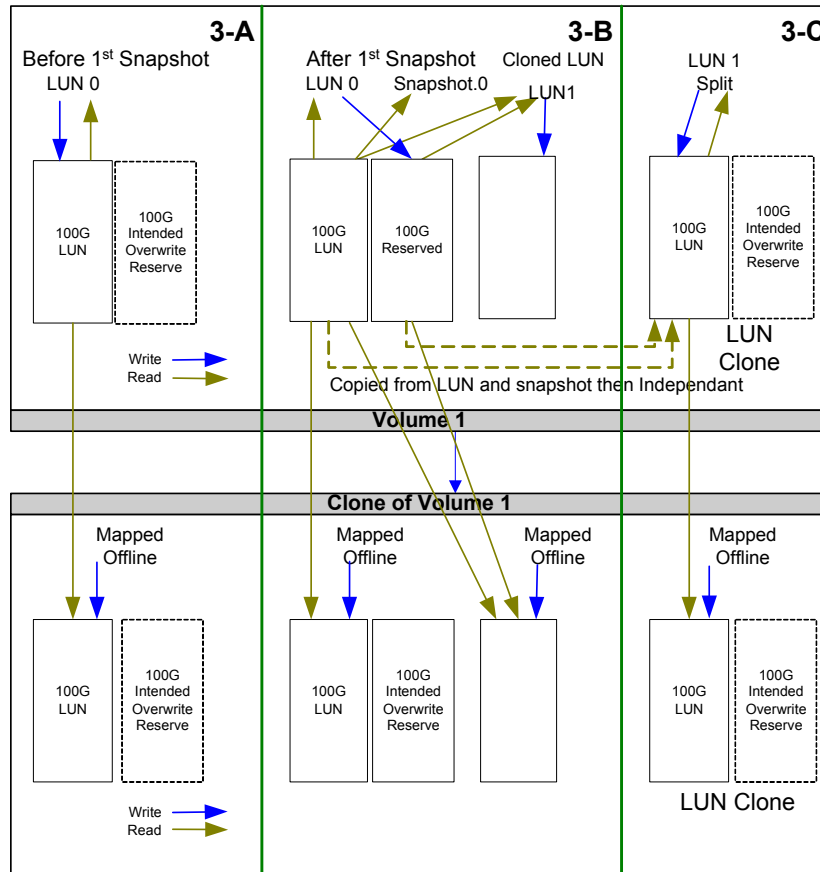 3-A
Before 1st Snapshot
LUN 0
100G
LUN
100G
Intended
Overwrite
Reserve
Write
Read
3-B
After 1st Snapshot
LUN 0
Snapshot.0
Cloned LUN
LUN1
100G
LUN
100G
Reserved
Copied from LUN and snapshot then Independant
3-C
LUN 1
Split
100G
LUN
100G
Intended
Overwrite
Reserve
LUN
Clone
Volume 1
Clone of Volume 1
Mapped
Offline
100G
LUN
100G
Intended
Overwrite
Reserve
Write
Read
Mapped
Offline
Mapped
Offline
100G
LUN
100G
Intended
Overwrite
Reserve
Mapped
Offline
100G
LUN
100G
Intended
Overwrite
Reserve
LUN Clone